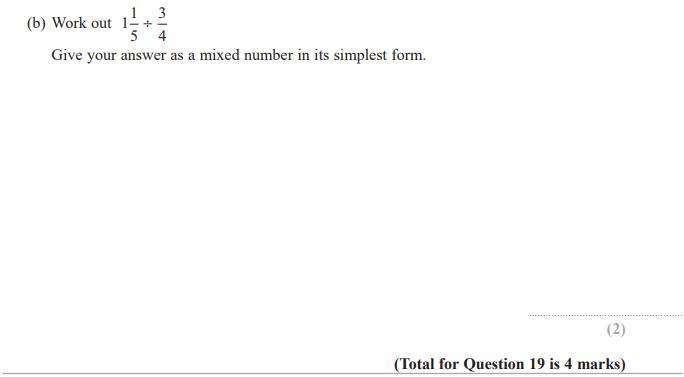 (b) Work out 1 1/5 ÷ 3/4
Give your answer as a mixed number in its simplest form.
(2)
(Total for Question 19 is 4 marks)